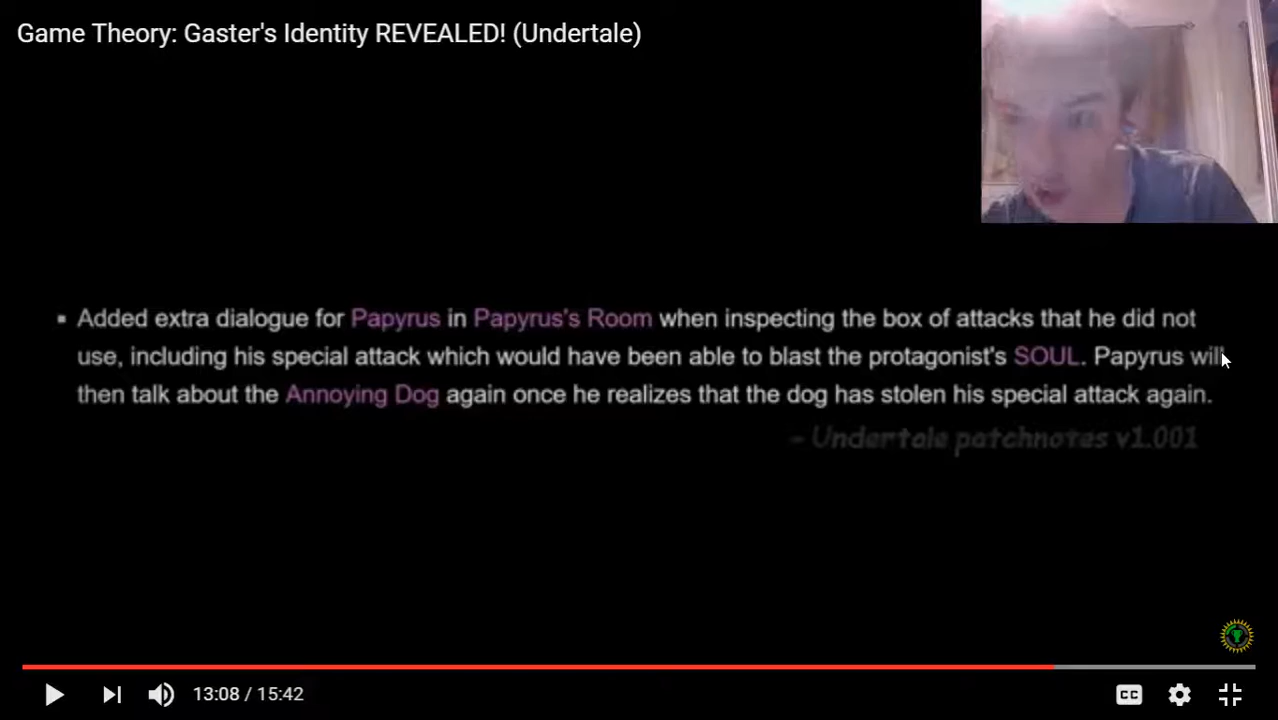 Game Theory: Gaster's Identity REVEALED! (Undertale)
▪ Added extra dialogue for Papyrus in Papyrus's Room when inspecting the box of attacks that he did not
use, including his special attack which would have been able to blast the protagonist's SOUL. Papyrus will
then talk about the Annoying Dog again once he realizes that the dog has stolen his special attack again.
- Undertale patchnotes v1.001
13:08 / 15:42
CC